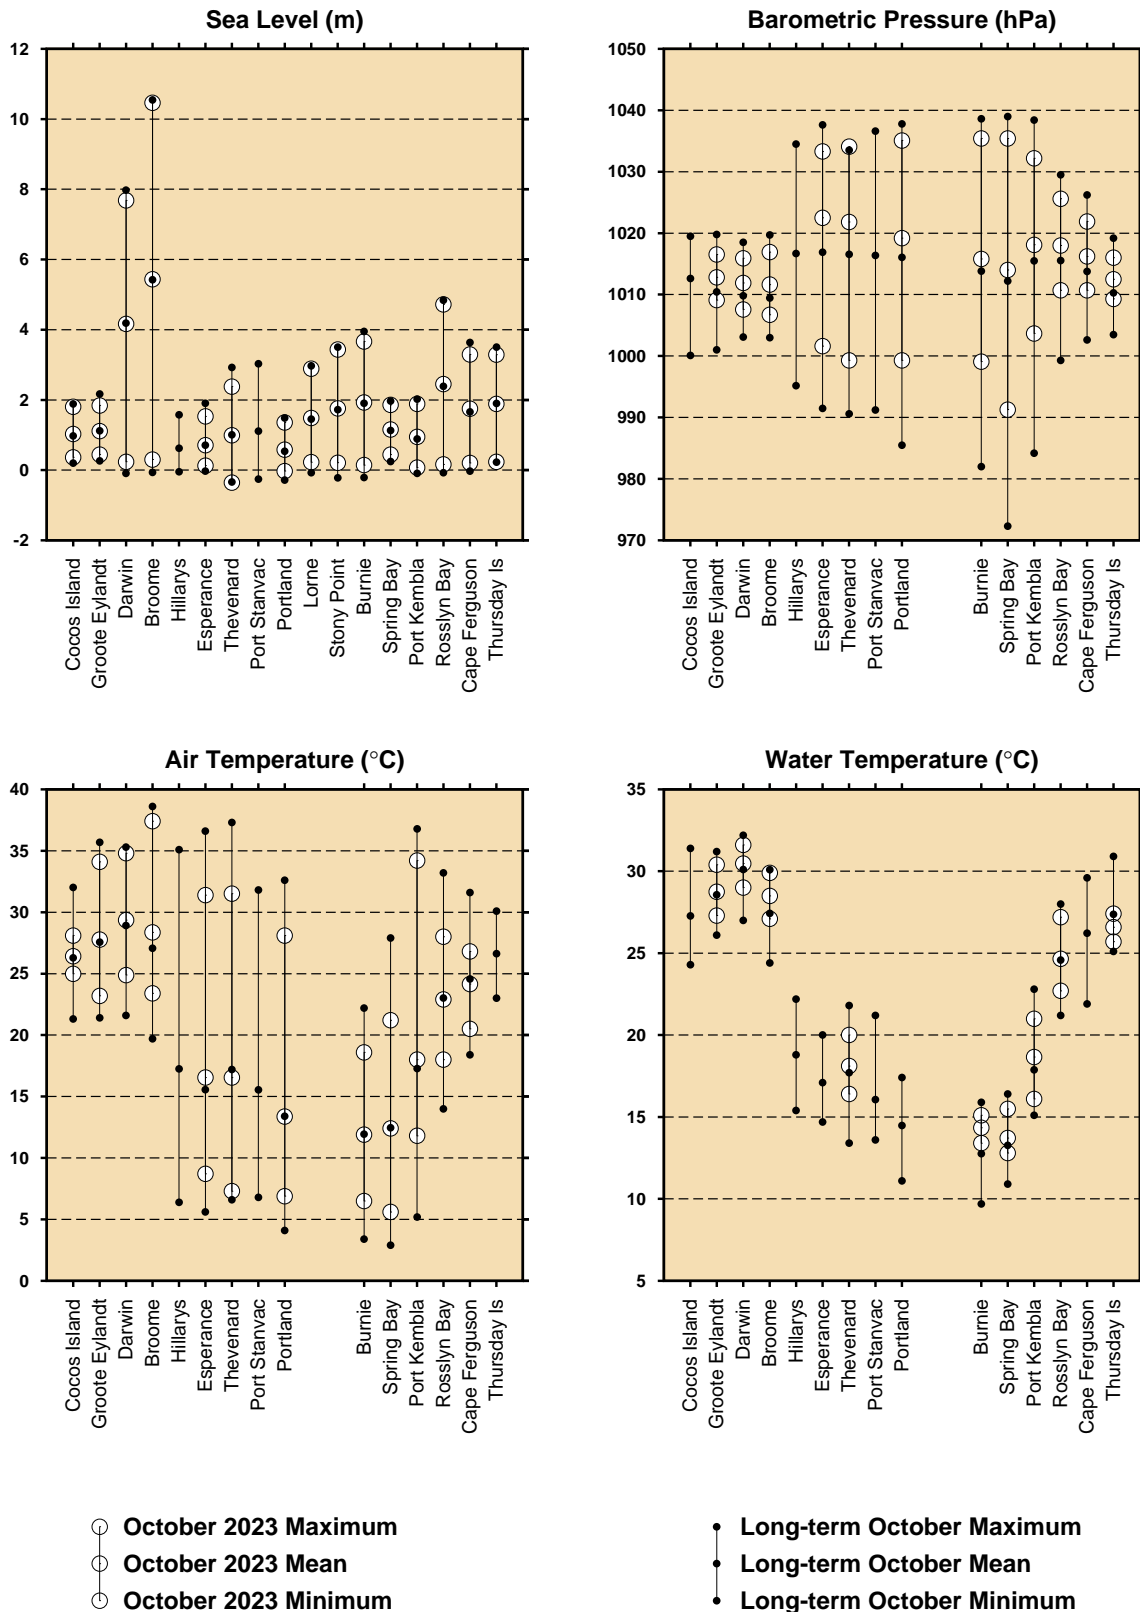 Sea Level (m)
12
10
8
6
4
2
0
-2
Cocos Island
Groote Eylandt
Darwin
Broome
Hillarys
Esperance
Thevenard
Port Stanvac
Portland
Lorne
Stony Point
Burnie
Spring Bay
Port Kembla
Rosslyn Bay
Cape Ferguson
Thursday Is
Barometric Pressure (hPa)
1050
1040
1030
1020
1010
1000
990
980
970
Cocos Island
Groote Eylandt
Darwin
Broome
Hillarys
Esperance
Thevenard
Port Stanvac
Portland
Burnie
Spring Bay
Port Kembla
Rosslyn Bay
Cape Ferguson
Thursday Is
Air Temperature (°C)
40
35
30
25
20
15
10
5
0
Cocos Island
Groote Eylandt
Darwin
Broome
Hillarys
Esperance
Thevenard
Port Stanvac
Portland
Burnie
Spring Bay
Port Kembla
Rosslyn Bay
Cape Ferguson
Thursday Is
Water Temperature (°C)
35
30
25
20
15
10
5
Cocos Island
Groote Eylandt
Darwin
Broome
Hillarys
Esperance
Thevenard
Port Stanvac
Portland
Burnie
Spring Bay
Port Kembla
Rosslyn Bay
Cape Ferguson
Thursday Is
October 2023 Maximum
October 2023 Mean
October 2023 Minimum
Long-term October Maximum
Long-term October Mean
Long-term October Minimum